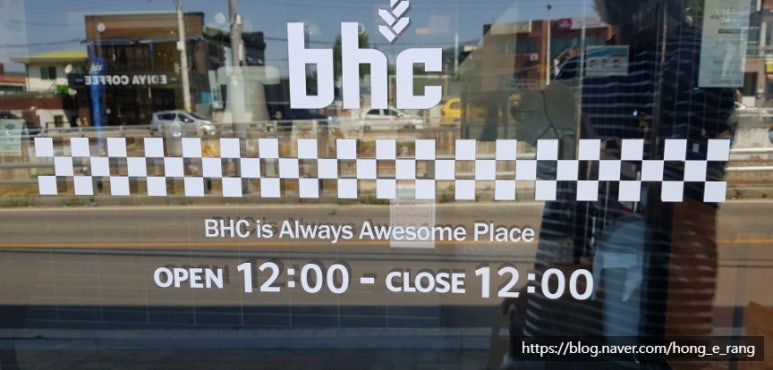 bhc
EDIYA COFFEE
BHC is Always Awesome Place
OPEN 12:00 - CLOSE 12:00
https://blog.naver.com/hong_e_rang